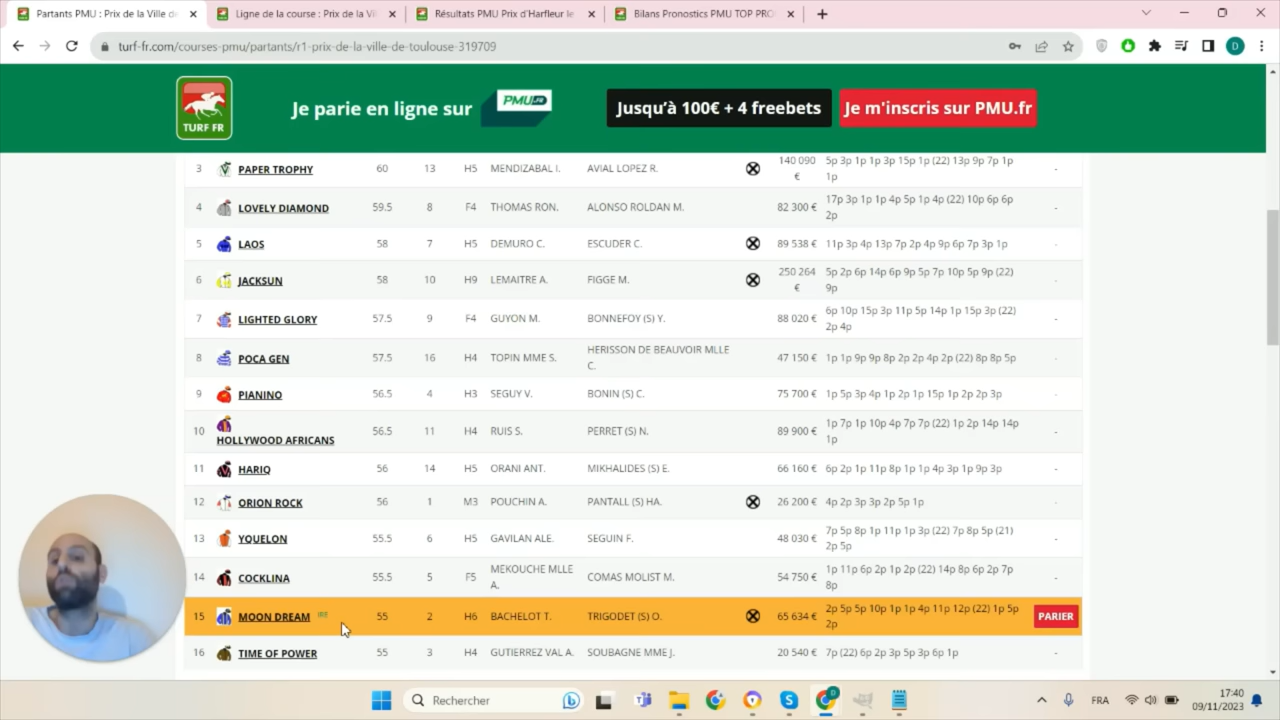 Partants PMU : Prix de la Ville de
Ligne de la course : Prix de la Vi
Résultats PMU Prix d'Harfleur le
Bilans Pronostics PMU TOP PRO
turf-fr.com/courses-pmu/partants/r1-prix-de-la-ville-de-toulouse-319709
D
TURF FR
Je parie en ligne sur
PMU.fr
Jusqu'à 100€ + 4 freebets
Je m'inscris sur PMU.fr
3 PAPER TROPHY 60 13 H5 MENDIZABAL I. AVIAL LOPEZ R. 140 090 € 5p 3p 1p 1p 3p 15p 1p (22) 13p 9p 7p 1p 1p -
4 LOVELY DIAMOND 59.5 8 F4 THOMAS RON. ALONSO ROLDAN M. 82 300 € 17p 3p 1p 1p 4p 5p 1p 4p (22) 10p 6p 6p 2p -
5 LAOS 58 7 H5 DEMURO C. ESCUDER C. 89 538 € 11p 3p 4p 13p 7p 2p 4p 9p 6p 7p 3p 1p -
6 JACKSUN 58 10 H9 LEMAITRE A. FIGGE M. 250 264 € 5p 2p 6p 14p 6p 9p 5p 7p 10p 5p 9p (22) 9p -
7 LIGHTED GLORY 57.5 9 F4 GUYON M. BONNEFOY (S) Y. 88 020 € 6p 10p 15p 3p 11p 5p 14p 1p 15p 3p (22) 2p 4p -
8 POCA GEN 57.5 16 H4 TOPIN MME S. HERISSON DE BEAUVOIR MLLE C. 47 150 € 1p 1p 9p 9p 8p 2p 2p 4p 2p (22) 8p 8p 5p -
9 PIANINO 56.5 4 H3 SEGUY V. BONIN (S) C. 75 700 € 1p 5p 3p 4p 1p 2p 1p 15p 1p 2p 2p 3p -
10 HOLLYWOOD AFRICANS 56.5 11 H4 RUIS S. PERRET (S) N. 89 900 € 1p 7p 1p 10p 4p 7p 7p (22) 1p 2p 14p 14p 1p -
11 HARIQ 56 14 H5 ORANI ANT. MIKHALIDES (S) E. 66 160 € 6p 2p 1p 11p 8p 1p 1p 4p 3p 1p 9p 3p -
12 ORION ROCK 56 1 M3 POUCHIN A. PANTALL (S) HA. 26 200 € 4p 2p 3p 3p 2p 5p 1p -
13 YOUELON 55.5 6 H5 GAVILAN ALE. SEGUIN F. 48 030 € 7p 5p 8p 1p 11p 1p 3p (22) 7p 8p 5p (21) 2p 5p -
14 COCKLINA 55.5 5 F5 MEKOUCHE MLLE A. COMAS MOLIST M. 54 750 € 1p 11p 6p 2p 1p 2p (22) 14p 8p 6p 2p 7p 8p -
15 MOON DREAM IRE 55 2 H6 BACHELOT T. TRIGODET (S) O. 65 634 € 2p 5p 5p 10p 1p 1p 4p 11p 12p (22) 1p 5p 2p PARIER
16 TIME OF POWER 55 3 H4 GUTIERREZ VAL A. SOUBAGNE MME J. 20 540 € 7p (22) 6p 2p 3p 5p 3p 6p 1p -
Rechercher
FRA
17:40
09/11/2023